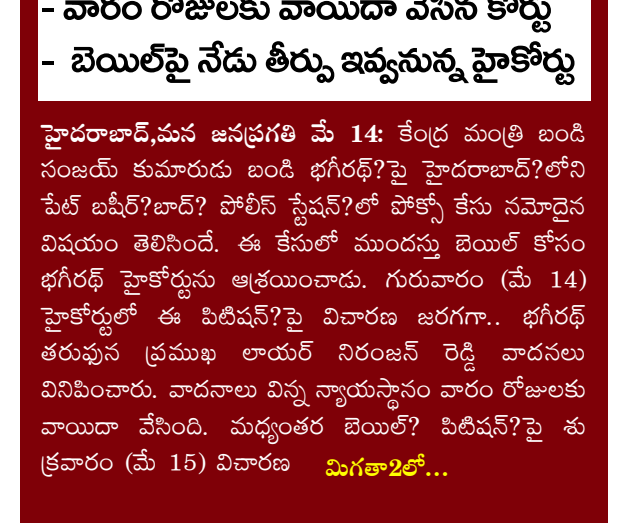 - వారం రోజులకు వాయిదా వేసిన కోర్టు
- బెయిల్‌పై నేడు తీర్పు ఇవ్వనున్న హైకోర్టు
హైదరాబాద్,మన జనప్రగతి మే 14: కేంద్ర మంత్రి బండి
సంజయ్ కుమారుడు బండి భగీరథ్?పై హైదరాబాద్?లోని
పేట్ బషీర్?బాద్? పోలీస్ స్టేషన్?లో పోక్సో కేసు నమోదైన
విషయం తెలిసిందే. ఈ కేసులో ముందస్తు బెయిల్ కోసం
భగీరథ్ హైకోర్టును ఆశ్రయించాడు. గురువారం (మే 14)
హైకోర్టులో ఈ పిటిషన్?పై విచారణ జరగగా.. భగీరథ్
తరుఫున ప్రముఖ లాయర్ నిరంజన్ రెడ్డి వాదనలు
వినిపించారు. వాదనాలు విన్న న్యాయస్థానం వారం రోజులకు
వాయిదా వేసింది. మధ్యంతర బెయిల్? పిటిషన్?పై శు
క్రవారం (మే 15) విచారణ మిగతా2లో...